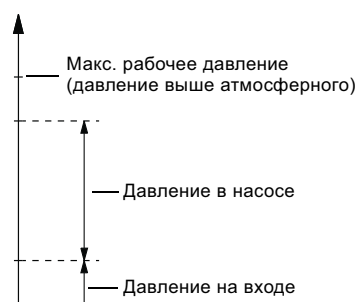 Макс. рабочее давление
(давление выше атмосферного)
Давление в насосе
Давление на входе